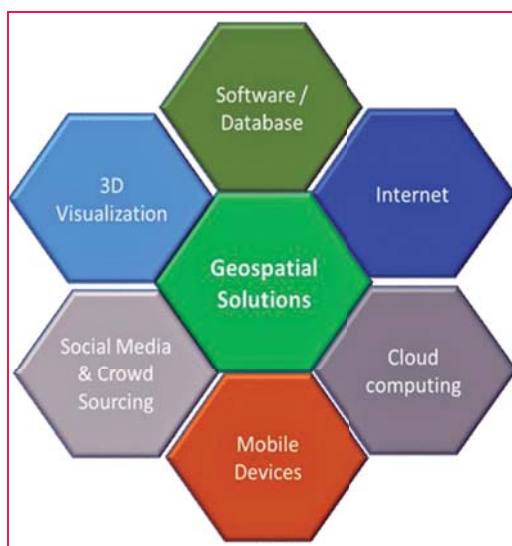 Software /
Database
3D
Visualization
Internet
Geospatial
Solutions
Social Media
& Crowd
Sourcing
Cloud
computing
Mobile
Devices